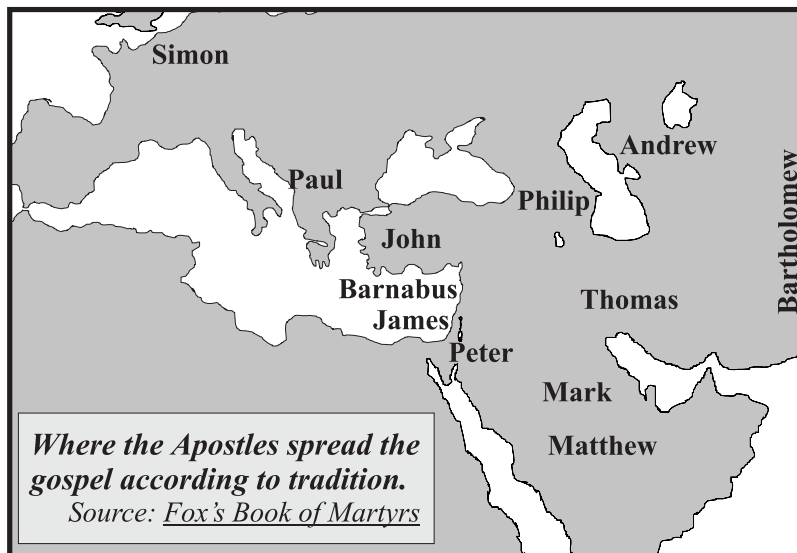 Simon
Andrew
Paul
Philip
John
Bartholomew
Barnabus
Thomas
James
Peter
Mark
Matthew
Where the Apostles spread the
gospel according to tradition.
Source: Fox's Book of Martyrs